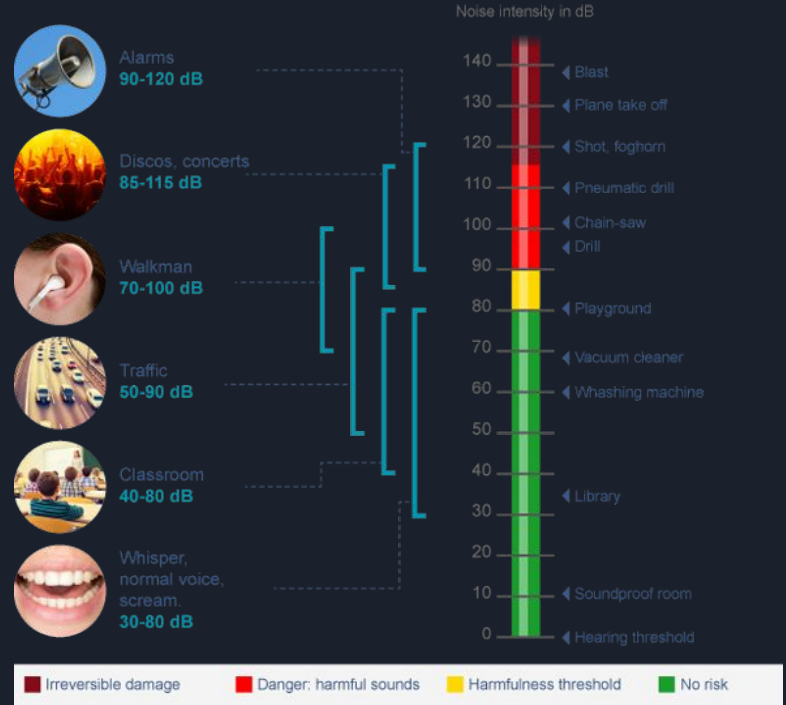 Noise intensity in dB
Alarms
90-120 dB
Discos, concerts
85-115 dB
Walkman
70-100 dB
Traffic
50-90 dB
Classroom
40-80 dB
Whisper,
normal voice,
scream.
30-80 dB
140
Blast
130
Plane take off
120
Shot, foghorn
110
Pneumatic drill
100
Chain-saw
Drill
90
80
Playground
70
Vacuum cleaner
60
Whashing machine
50
40
Library
30
20
10
Soundproof room
0
Hearing threshold
Irreversible damage
Danger: harmful sounds
Harmfulness threshold
No risk